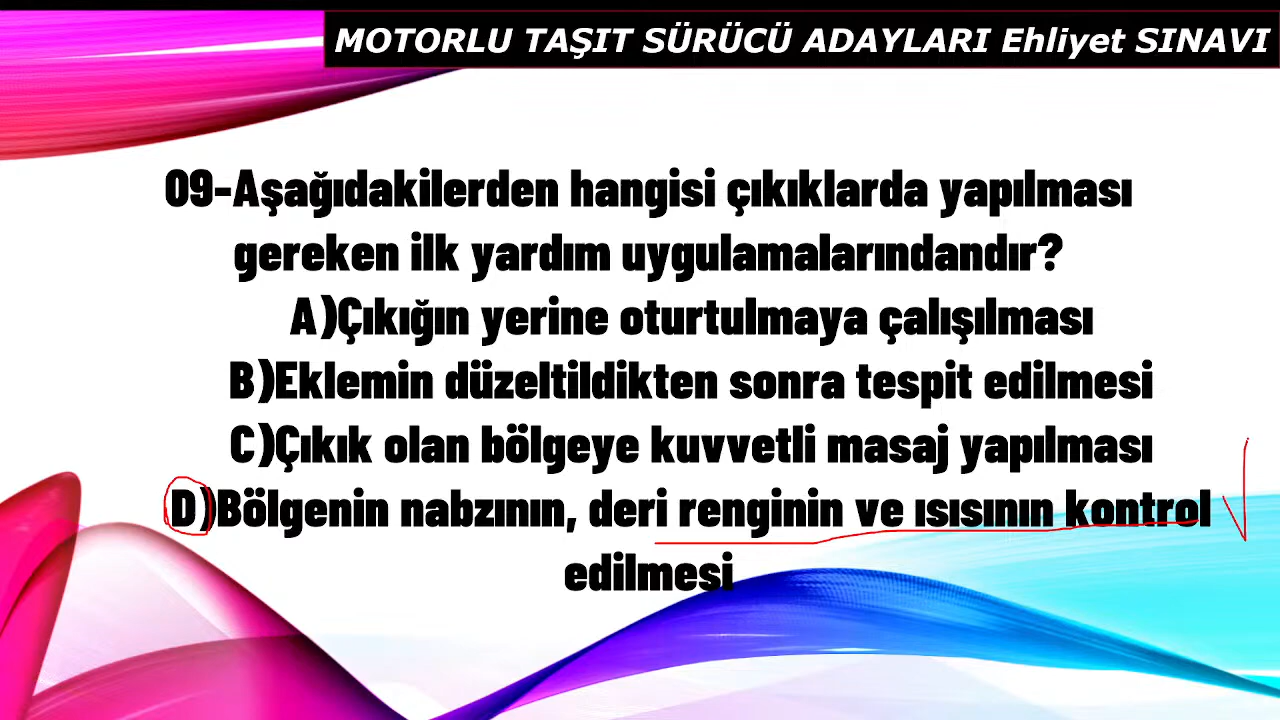 MOTORLU TAŞIT SÜRÜCÜ ADAYLARI Ehliyet SINAVI
09-Aşağıdakilerden hangisi çıkıklarda yapılması
gereken ilk yardım uygulamalarındandır?
A)Çıkığın yerine oturtulmaya çalışılması
B)Eklemin düzeltildikten sonra tespit edilmesi
C)Çıkık olan bölgeye kuvvetli masaj yapılması
D)Bölgenin nabzının, deri renginin ve ısısının kontrol
edilmesi